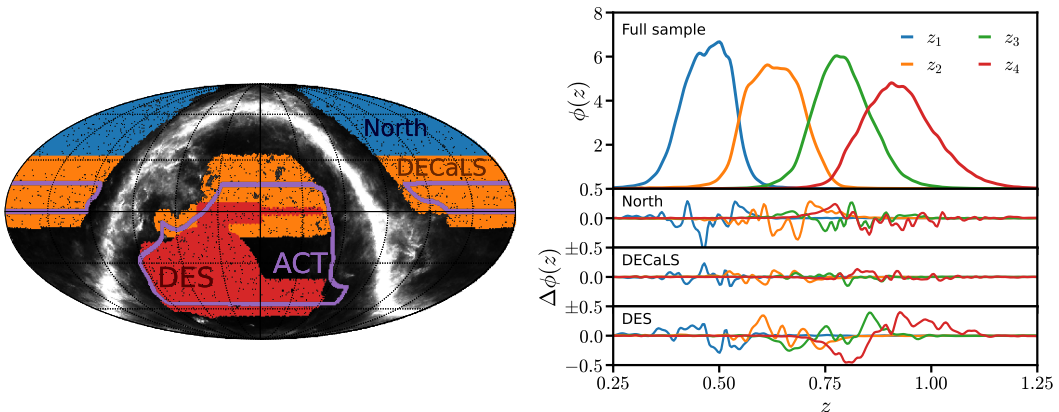 North
DECaLS
DES
ACT
Full sample
z₁
z₂
z₃
z₄
ϕ(z)
8
6
4
2
0.5
North
0.0
±0.5
DECaLS
0.0
±0.5
DES
0.0
−0.5
Δϕ(z)
0.25 0.50 0.75 1.00 1.25
z